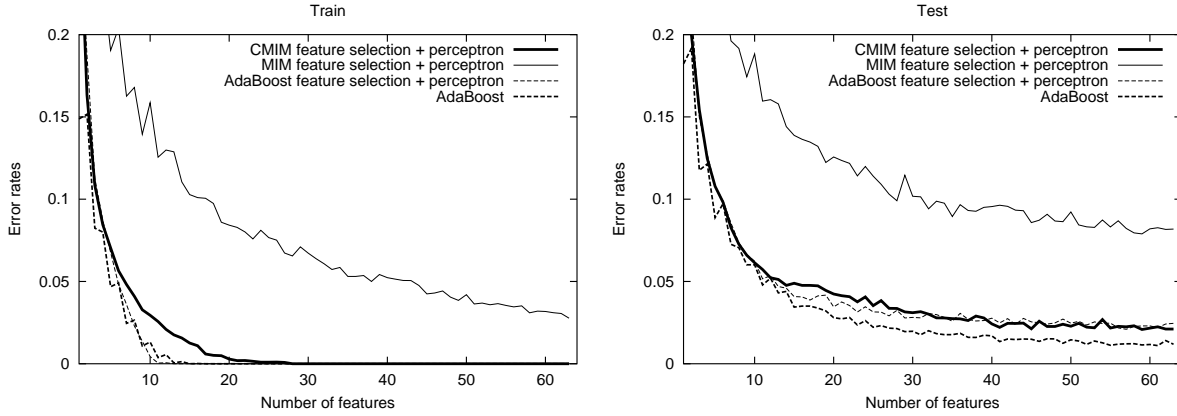 Train
Error rates
0.2
0.15
0.1
0.05
0
CMIM feature selection + perceptron
MIM feature selection + perceptron
AdaBoost feature selection + perceptron
AdaBoost
10 20 30 40 50 60
Number of features
Test
Error rates
0.2
0.15
0.1
0.05
0
CMIM feature selection + perceptron
MIM feature selection + perceptron
AdaBoost feature selection + perceptron
AdaBoost
10 20 30 40 50 60
Number of features